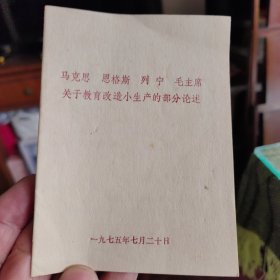 马克思 恩格斯 列宁 毛主席
关于教育改造小生产的部分论述
一九七五年七月二十日